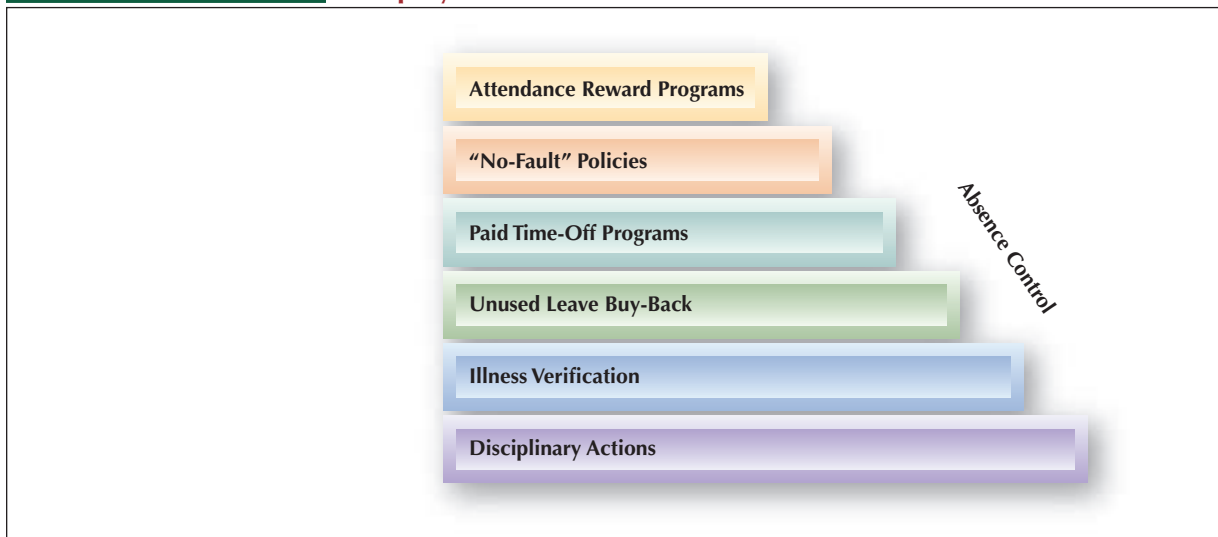 Attendance Reward Programs
“No-Fault” Policies
Paid Time-Off Programs
Unused Leave Buy-Back
Illness Verification
Disciplinary Actions
Absence Control